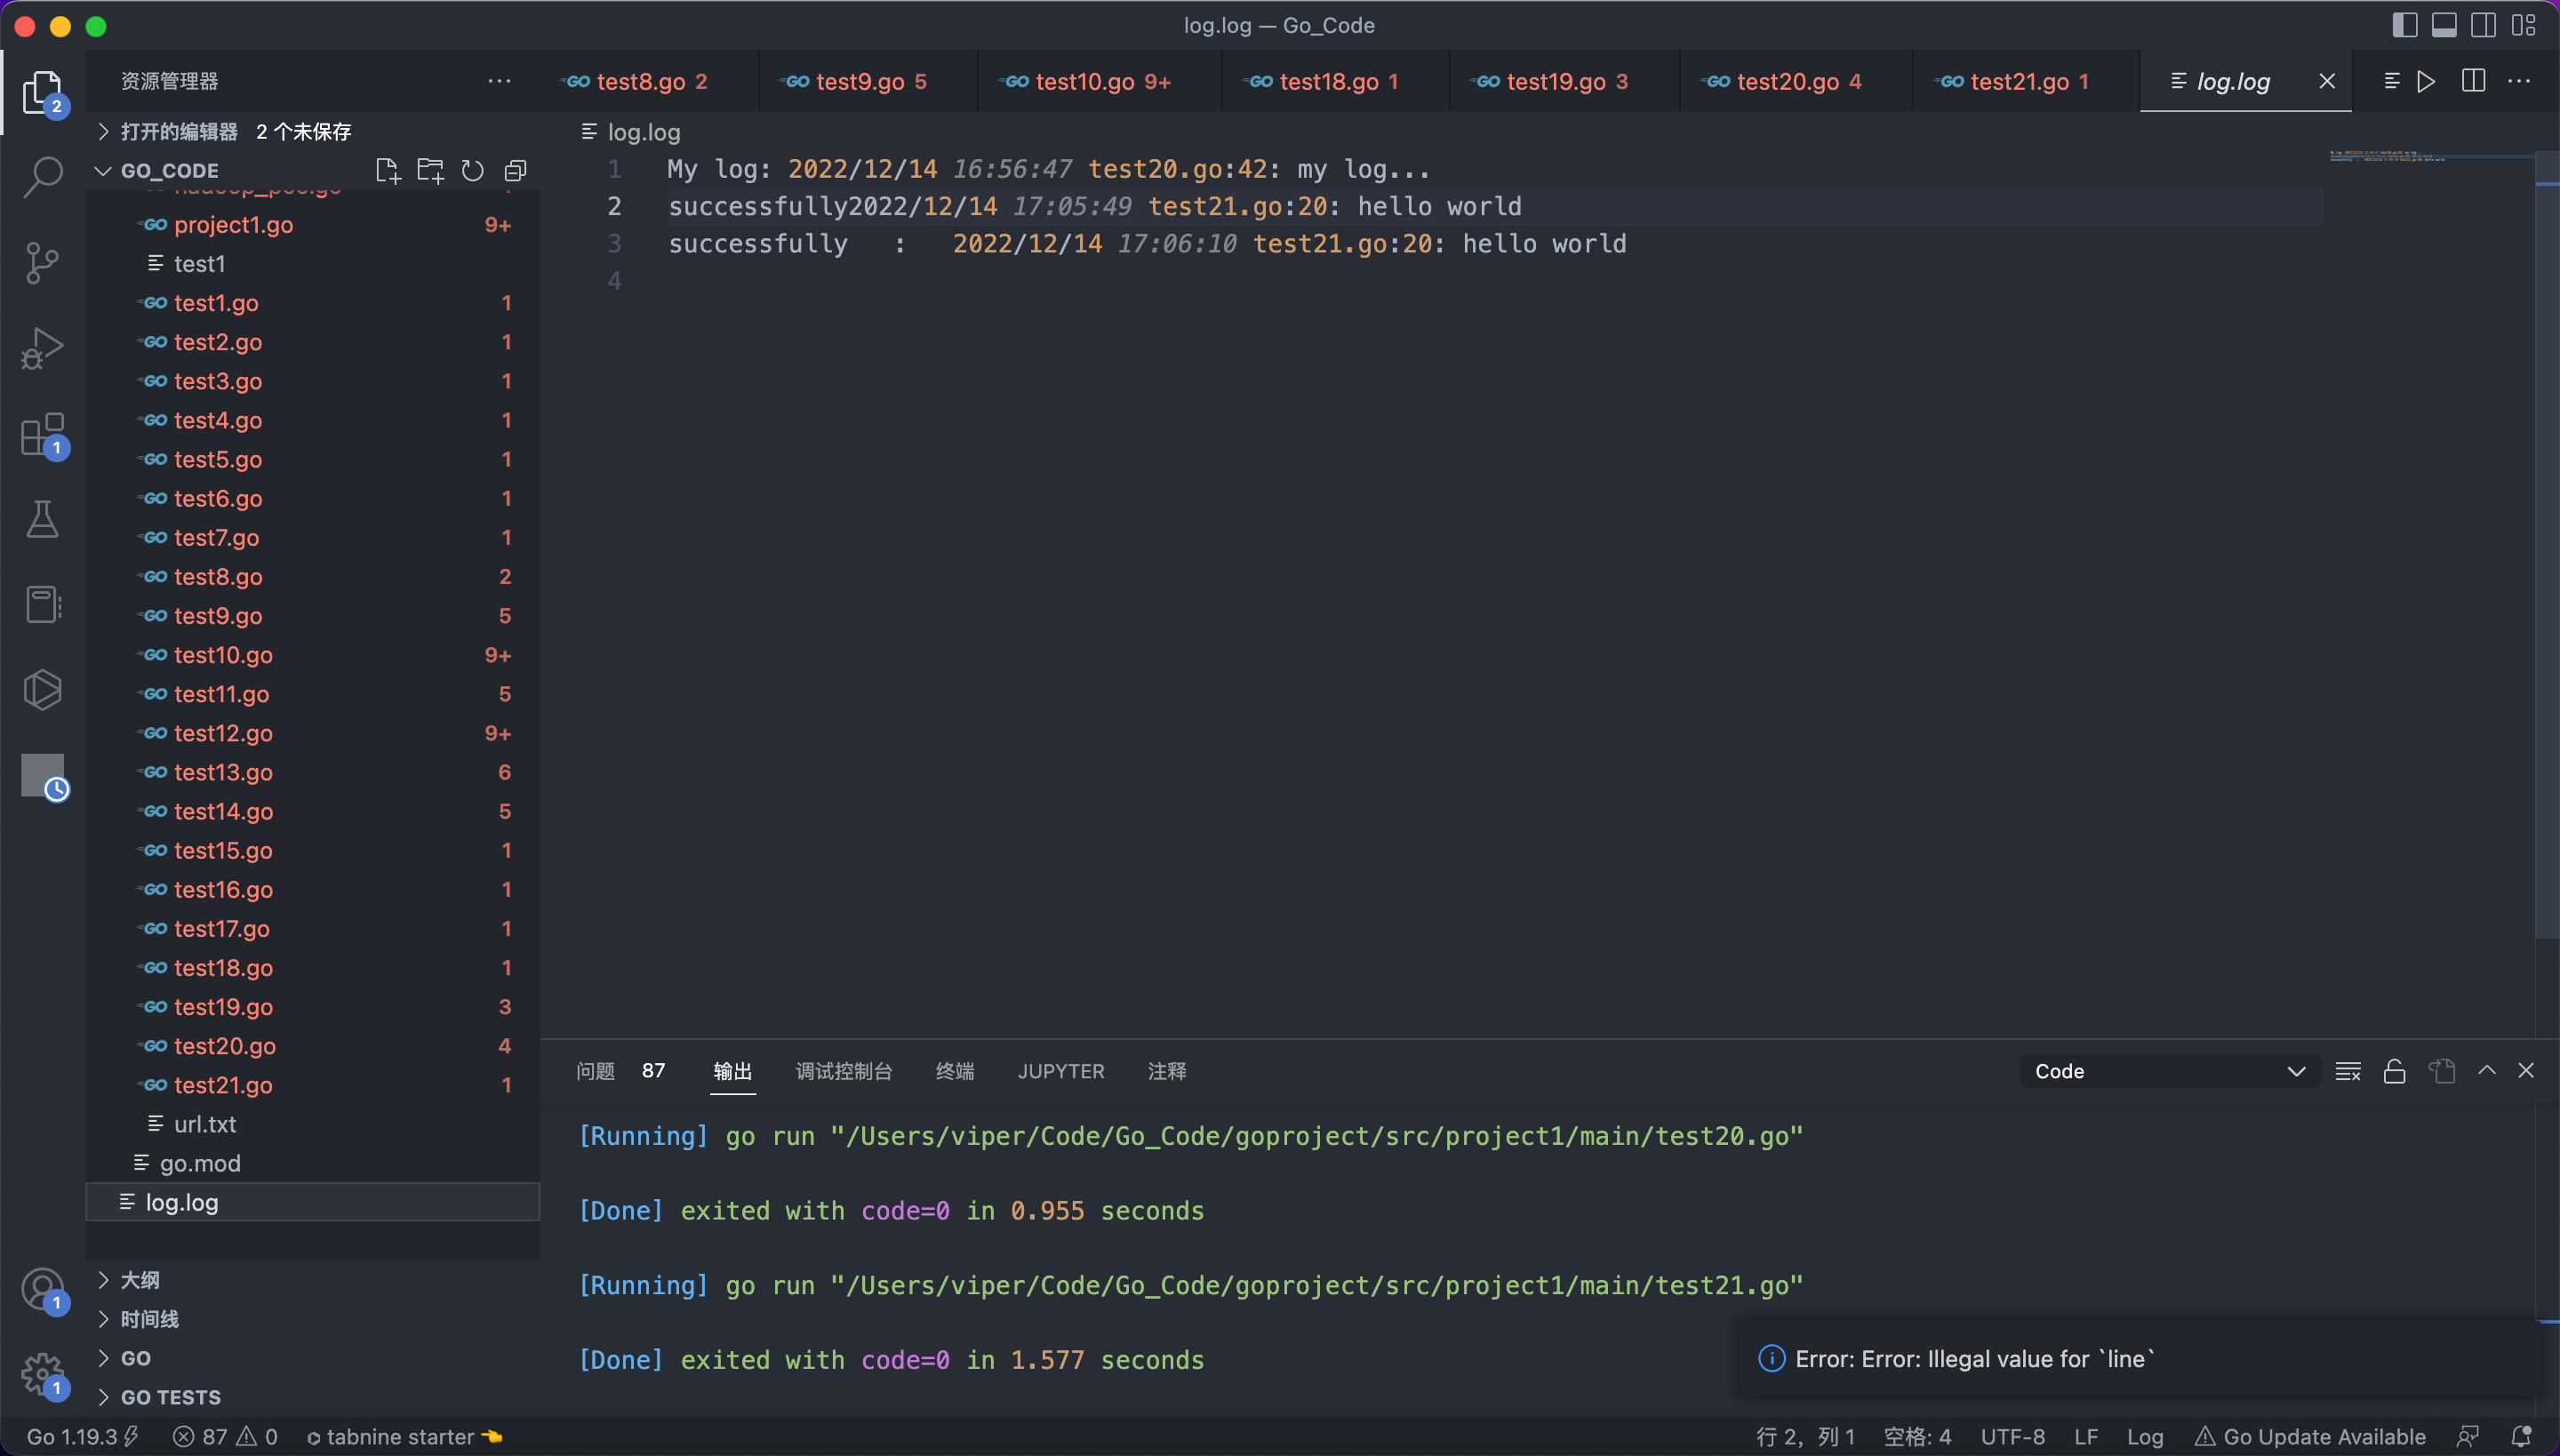 log.log — Go_Code
资源管理器
test8.go 2
test9.go 5
test10.go 9+
test18.go 1
test19.go 3
test20.go 4
test21.go 1
log.log
打开的编辑器 2 个未保存
log.log
GO_CODE
1 My log: 2022/12/14 16:56:47 test20.go:42: my log...
2 successfully2022/12/14 17:05:49 test21.go:20: hello world
3 successfully : 2022/12/14 17:06:10 test21.go:20: hello world
4
hadoop_poc.go
project1.go 9+
test1
test1.go 1
test2.go 1
test3.go 1
test4.go 1
test5.go 1
test6.go 1
test7.go 1
test8.go 2
test9.go 5
test10.go 9+
test11.go 5
test12.go 9+
test13.go 6
test14.go 5
test15.go 1
test16.go 1
test17.go 1
test18.go 1
test19.go 3
test20.go 4
test21.go 1
url.txt
go.mod
log.log
大纲
时间线
GO
GO TESTS
2
1
1
1
问题 87 输出 调试控制台 终端 JUPYTER 注释
Code
[Running] go run "/Users/viper/Code/Go_Code/goproject/src/project1/main/test20.go"
[Done] exited with code=0 in 0.955 seconds
[Running] go run "/Users/viper/Code/Go_Code/goproject/src/project1/main/test21.go"
[Done] exited with code=0 in 1.577 seconds
Error: Error: Illegal value for `line`
Go 1.19.3 87 0 tabnine starter
行 2，列 1 空格: 4 UTF-8 LF Log Go Update Available